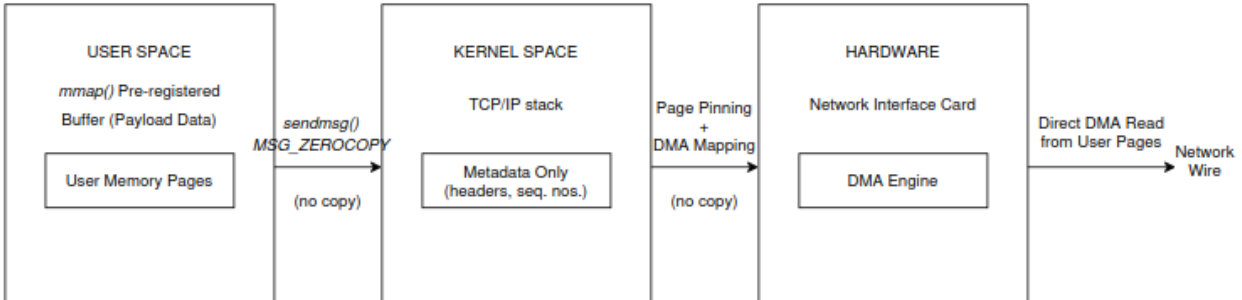 USER SPACE
mmap() Pre-registered
Buffer (Payload Data)
User Memory Pages
sendmsg()
MSG_ZEROCOPY
(no copy)
KERNEL SPACE
TCP/IP stack
Metadata Only
(headers, seq. nos.)
Page Pinning
+
DMA Mapping
(no copy)
HARDWARE
Network Interface Card
DMA Engine
Direct DMA Read
from User Pages
Network
Wire